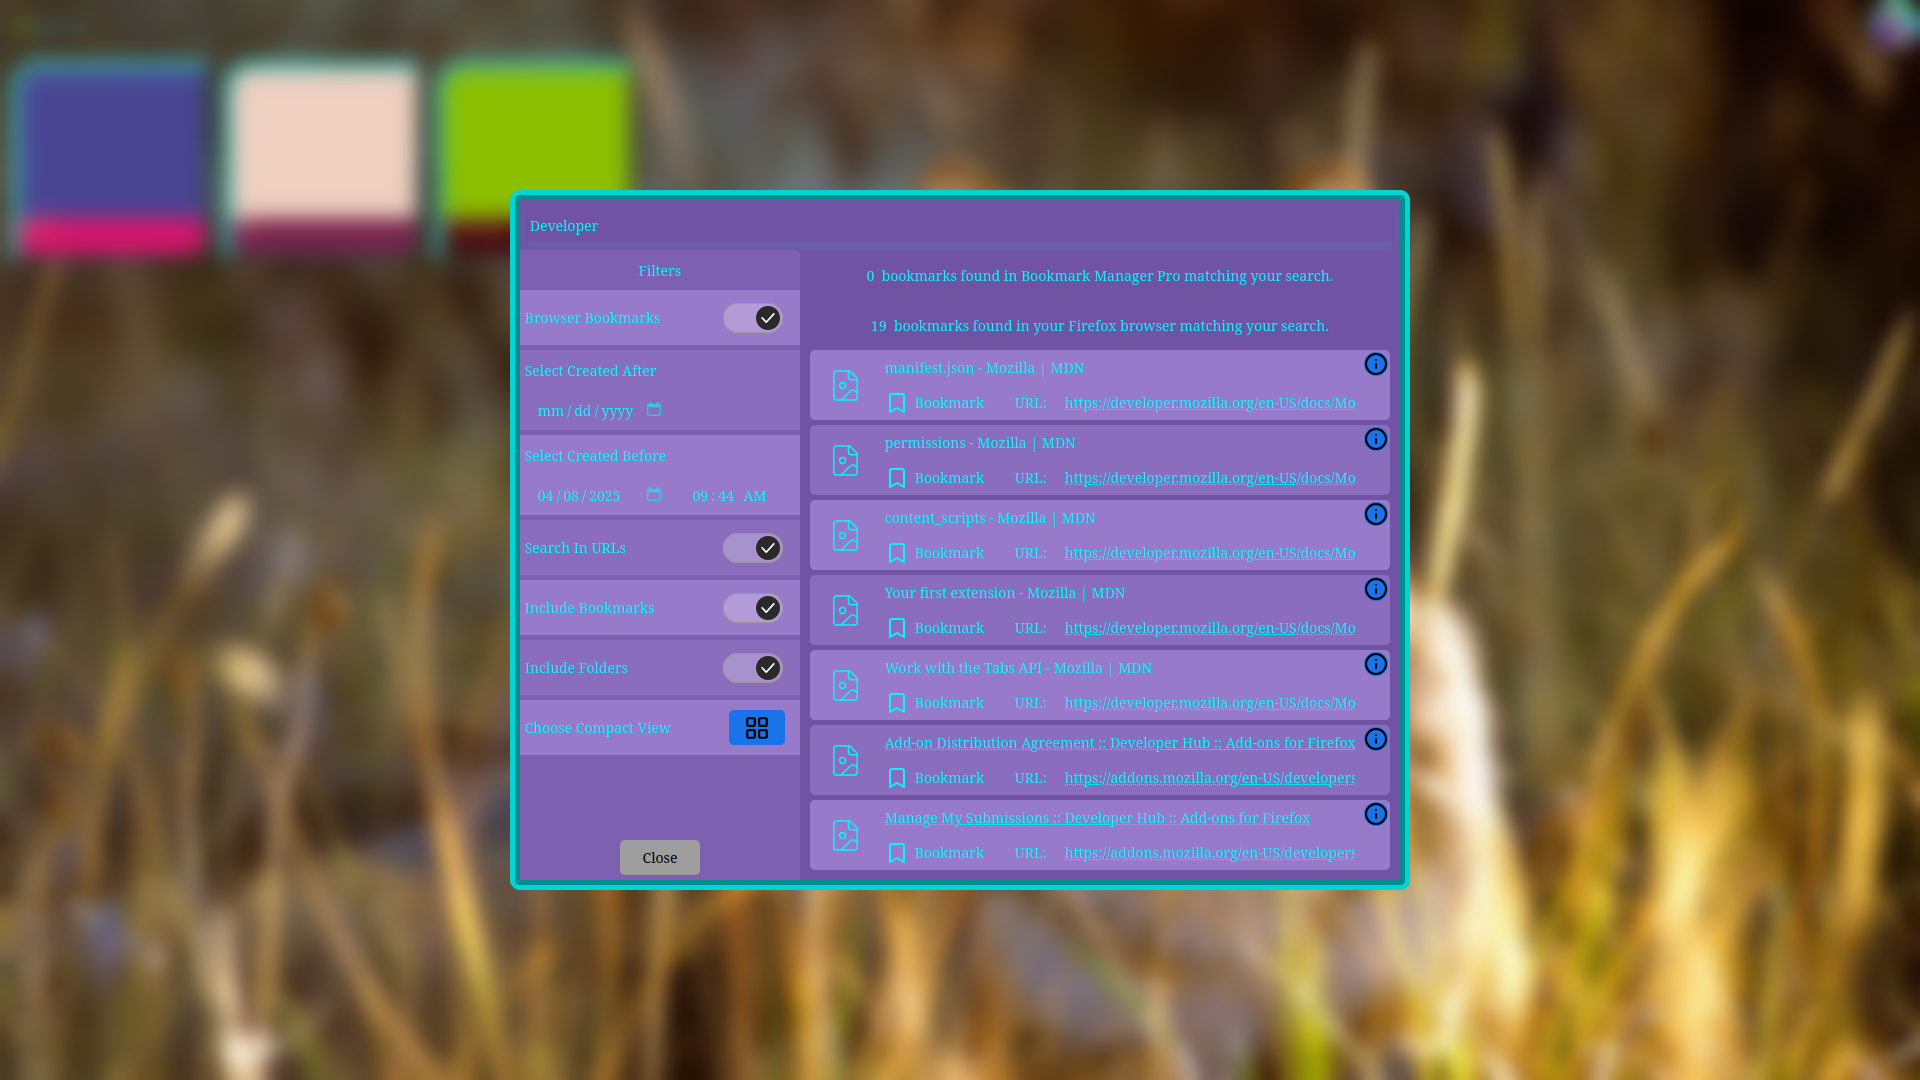 Developer
Filters
Browser Bookmarks
Select Created After
mm / dd / yyyy
Select Created Before
04 / 08 / 2025 09 : 44 AM
Search In URLs
Include Bookmarks
Include Folders
Choose Compact View
Close
0 bookmarks found in Bookmark Manager Pro matching your search.
19 bookmarks found in your Firefox browser matching your search.
manifest.json - Mozilla | MDN
Bookmark URL: https://developer.mozilla.org/en-US/docs/Mo
permissions - Mozilla | MDN
Bookmark URL: https://developer.mozilla.org/en-US/docs/Mo
content_scripts - Mozilla | MDN
Bookmark URL: https://developer.mozilla.org/en-US/docs/Mo
Your first extension - Mozilla | MDN
Bookmark URL: https://developer.mozilla.org/en-US/docs/Mo
Work with the Tabs API - Mozilla | MDN
Bookmark URL: https://developer.mozilla.org/en-US/docs/Mo
Add-on Distribution Agreement :: Developer Hub :: Add-ons for Firefox
Bookmark URL: https://addons.mozilla.org/en-US/developers
Manage My Submissions :: Developer Hub :: Add-ons for Firefox
Bookmark URL: https://addons.mozilla.org/en-US/developers